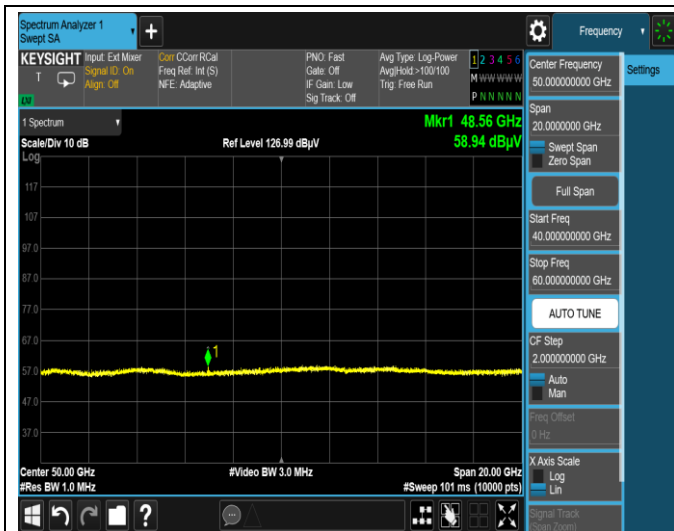 Spectrum Analyzer 1
Swept SA
+
Frequency
KEYSIGHT
T
LNI
Input: Ext Mixer
Signal ID: On
Align: Off
Corr CCorr RCal
Freq Ref: Int (S)
NFE: Adaptive
PNO: Fast
Gate: Off
IF Gain: Low
Sig Track: Off
Avg Type: Log-Power
Avg|Hold:>100/100
Trig: Free Run
1 2 3 4 5 6
M W W W W W
P N N N N N
1 Spectrum
Scale/Div 10 dB
Log
Ref Level 126.99 dBµV
Mkr1 48.56 GHz
58.94 dBµV
117
107
97.0
87.0
77.0
67.0
57.0
47.0
37.0
1
Center 50.00 GHz
#Res BW 1.0 MHz
#Video BW 3.0 MHz
Span 20.00 GHz
#Sweep 101 ms (10000 pts)
Center Frequency
50.000000000 GHz
Settings
Span
20.0000000 GHz
Swept Span
Zero Span
Full Span
Start Freq
40.000000000 GHz
Stop Freq
60.000000000 GHz
AUTO TUNE
CF Step
2.000000000 GHz
Auto
Man
Freq Offset
0 Hz
X Axis Scale
Log
Lin
Signal Track
(Span Zoom)
?